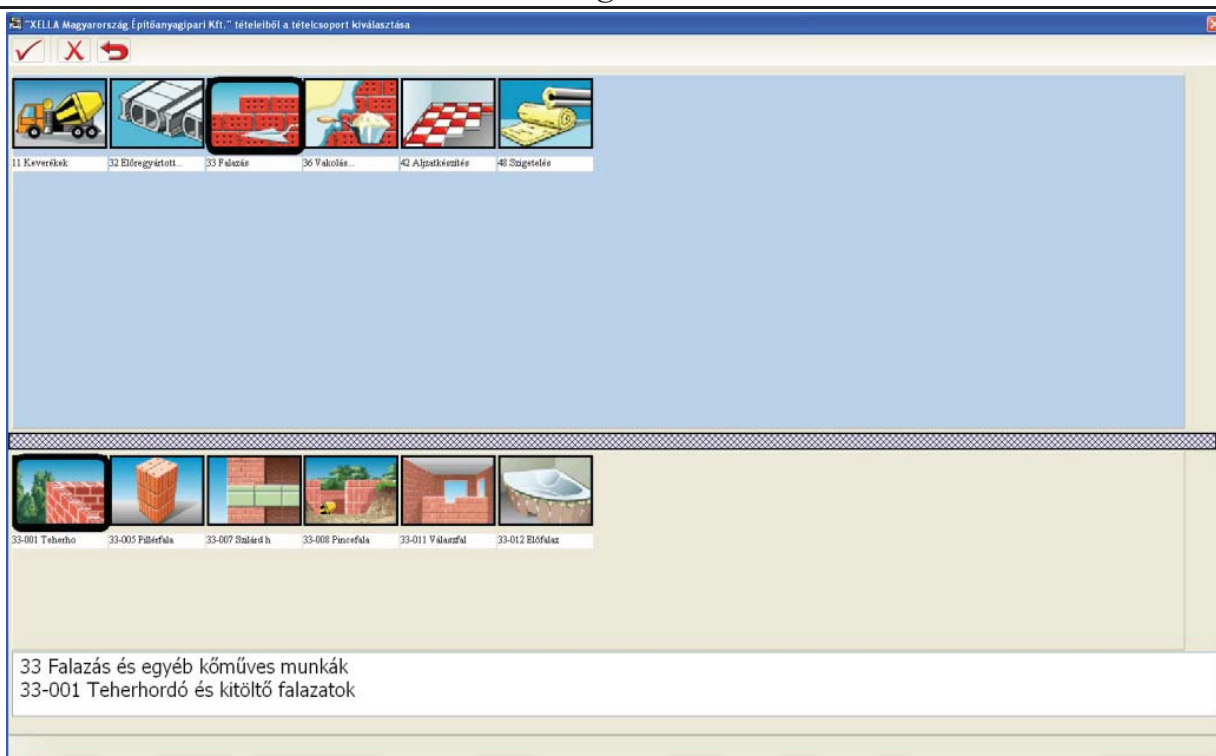 "XELLA Magyarország Építőanyagipari Kft." tételeiből a tételcsoport kiválasztása
11 Keverékek
32 Előregyártott...
33 Falazás
36 Vakolás...
42 Aljzatkészítés
48 Szigetelés
33-001 Teherho
33-005 Pillérfala
33-007 Szilárd h
33-008 Pincefala
33-011 Válaszfal
33-012 Előfalaz
33 Falazás és egyéb kőműves munkák
33-001 Teherhordó és kitöltő falazatok